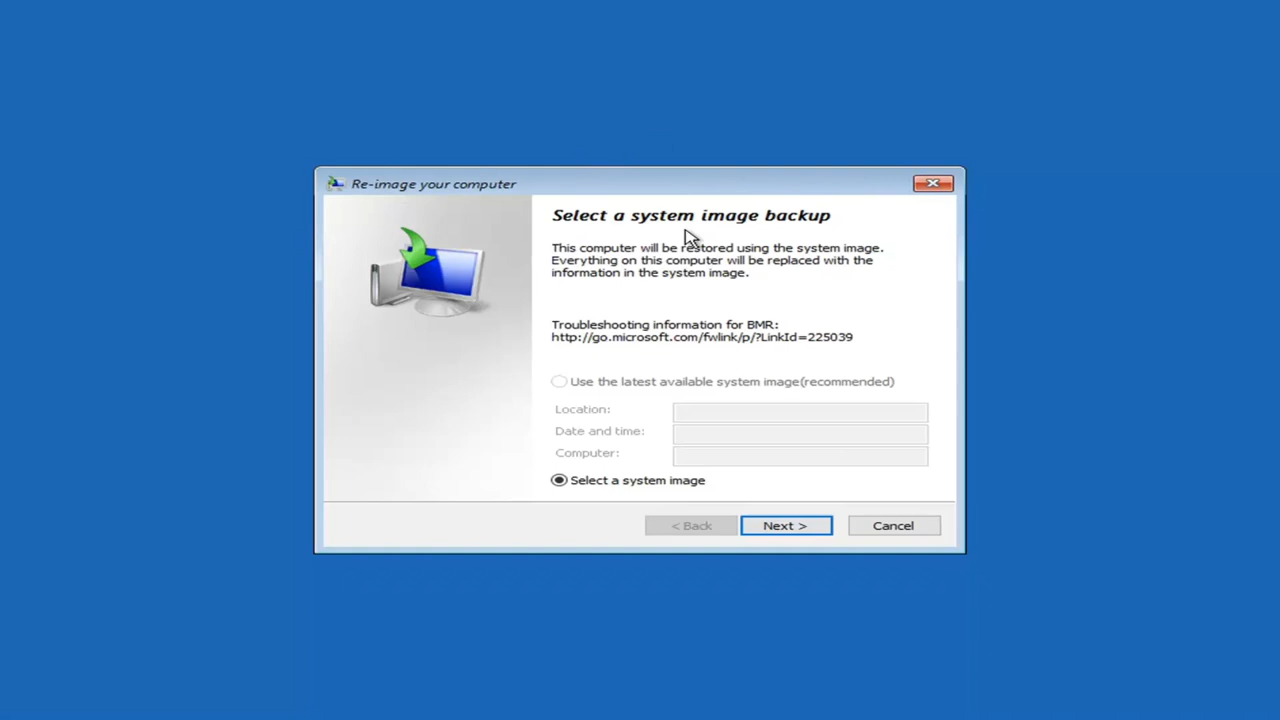 Re-image your computer
Select a system image backup
This computer will be restored using the system image.
Everything on this computer will be replaced with the
information in the system image.
Troubleshooting information for BMR:
http://go.microsoft.com/fwlink/p/?LinkId=225039
Use the latest available system image(recommended)
Location:
Date and time:
Computer:
Select a system image
< Back
Next >
Cancel